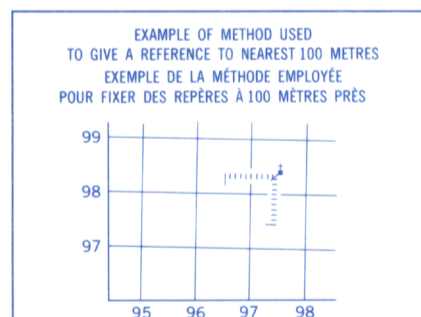 EXAMPLE OF METHOD USED
TO GIVE A REFERENCE TO NEAREST 100 METRES
EXEMPLE DE LA MÉTHODE EMPLOYÉE
POUR FIXER DES REPÈRES À 100 MÈTRES PRÈS
99
98
97
95 96 97 98